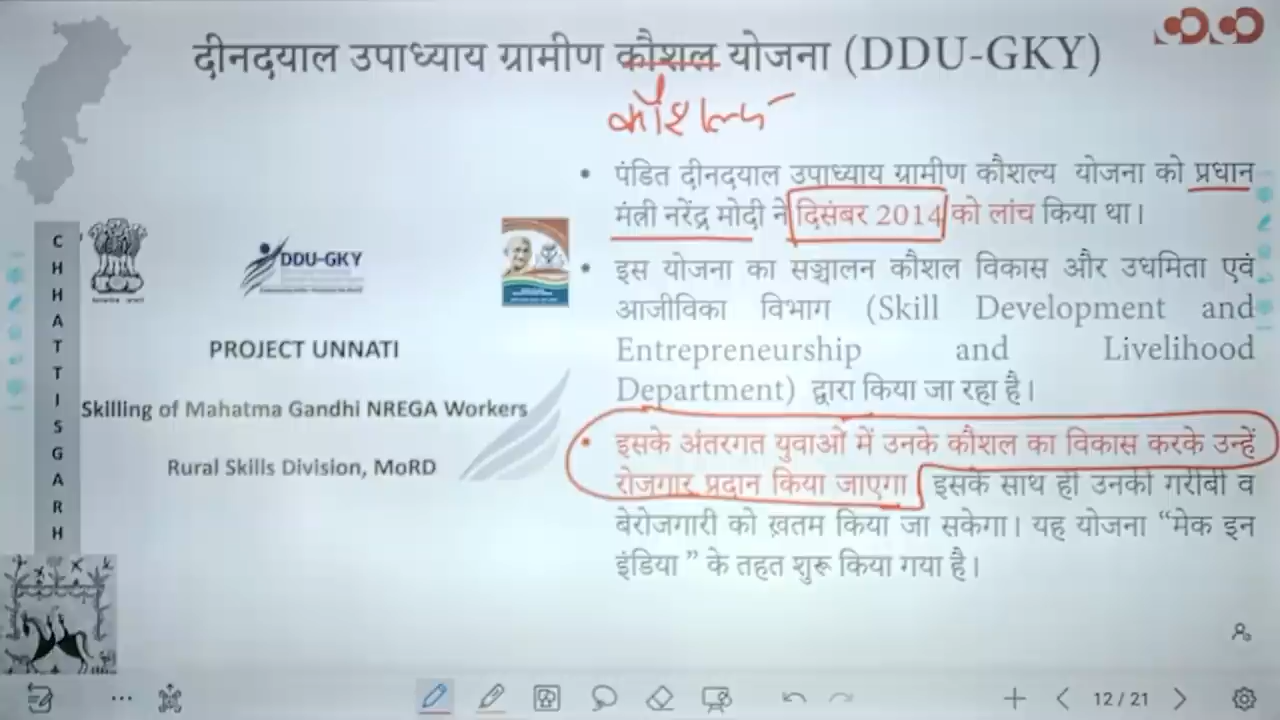 दीनदयाल उपाध्याय ग्रामीण कौशल योजना (DDU-GKY)
कौशल्य
• पंडित दीनदयाल उपाध्याय ग्रामीण कौशल्य योजना को प्रधान
मंत्री नरेंद्र मोदी ने दिसंबर 2014 को लांच किया था।
• इस योजना का सञ्चालन कौशल विकास और उधमिता एवं
आजीविका विभाग (Skill Development and
Entrepreneurship and Livelihood
Department) द्वारा किया जा रहा है।
• इसके अंतरगत युवाओं में उनके कौशल का विकास करके उन्हें
रोजगार प्रदान किया जाएगा इसके साथ ही उनकी गरीबी व
बेरोजगारी को ख़तम किया जा सकेगा। यह योजना “मेक इन
इंडिया ” के तहत शुरू किया गया है।
CHHATTISGARH
DDU-GKY
PROJECT UNNATI
Skilling of Mahatma Gandhi NREGA Workers
Rural Skills Division, MoRD
12 / 21